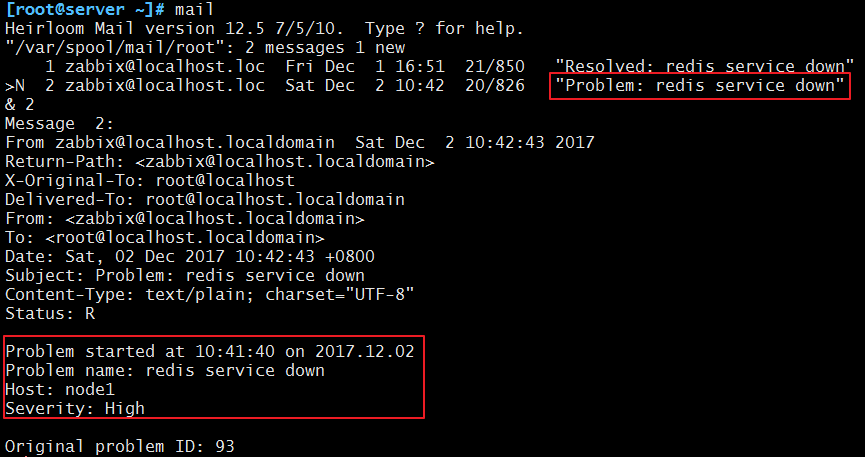 [root@server ~]# mail
Heirloom Mail version 12.5 7/5/10.  Type ? for help.
"/var/spool/mail/root": 2 messages 1 new
    1 zabbix@localhost.loc  Fri Dec  1 16:51  21/850   "Resolved: redis service down"
>N  2 zabbix@localhost.loc  Sat Dec  2 10:42  20/826   "Problem: redis service down"
& 2
Message  2:
From zabbix@localhost.localdomain  Sat Dec  2 10:42:43 2017
Return-Path: <zabbix@localhost.localdomain>
X-Original-To: root@localhost
Delivered-To: root@localhost.localdomain
From: <zabbix@localhost.localdomain>
To: <root@localhost.localdomain>
Date: Sat, 02 Dec 2017 10:42:43 +0800
Subject: Problem: redis service down
Content-Type: text/plain; charset="UTF-8"
Status: R

Problem started at 10:41:40 on 2017.12.02
Problem name: redis service down
Host: node1
Severity: High

Original problem ID: 93